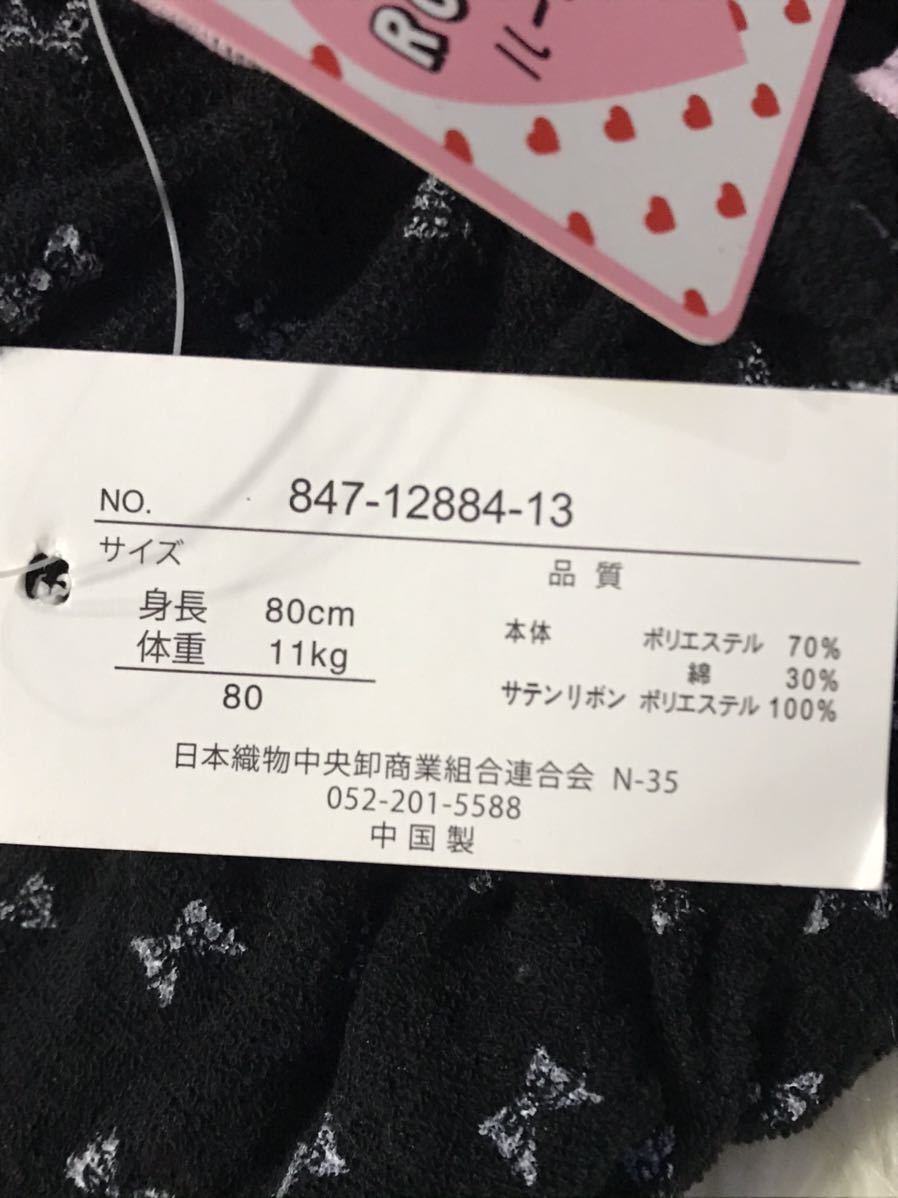 NO. 847-12884-13
サイズ
品質
身長 80cm
体重 11kg
80
本体 ポリエステル 70%
綿 30%
サテンリボン ポリエステル 100%
日本織物中央卸商業組合連合会 N-35
052-201-5588
中国製